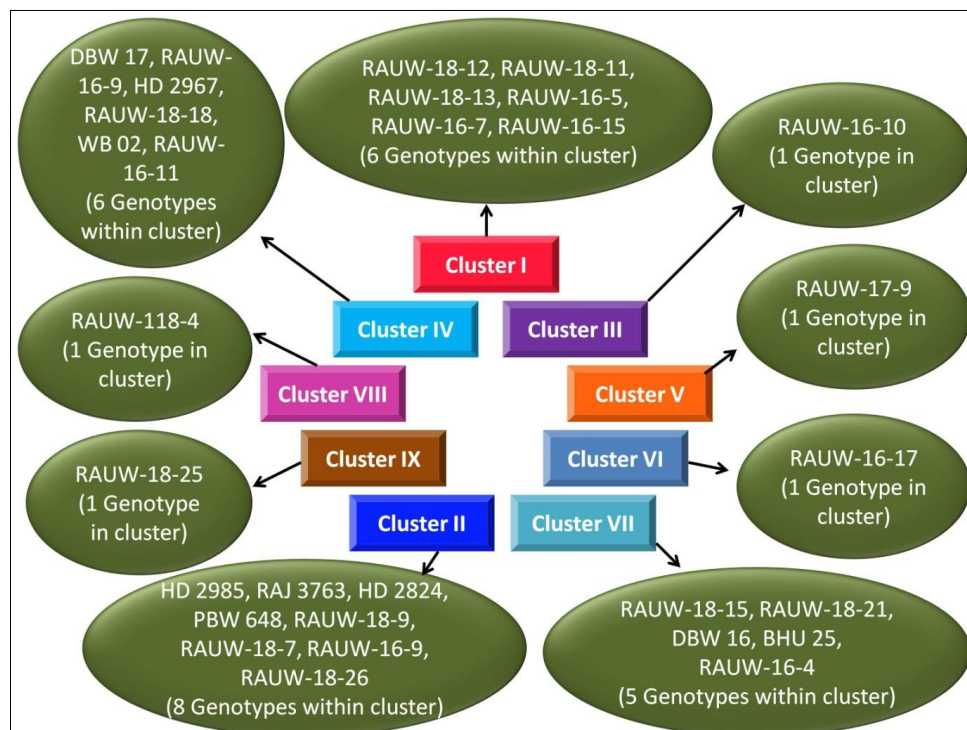 DBW 17, RAUW-
16-9, HD 2967,
RAUW-18-18,
WB 02, RAUW-
16-11
(6 Genotypes
within cluster)
RAUW-18-12, RAUW-18-11,
RAUW-18-13, RAUW-16-5,
RAUW-16-7, RAUW-16-15
(6 Genotypes within cluster)
RAUW-16-10
(1 Genotype in
cluster)
Cluster I
Cluster IV
Cluster III
RAUW-118-4
(1 Genotype in
cluster)
RAUW-17-9
(1 Genotype in
cluster)
Cluster VIII
Cluster V
RAUW-18-25
(1 Genotype
in cluster)
Cluster IX
Cluster VI
RAUW-16-17
(1 Genotype in
cluster)
Cluster II
Cluster VII
HD 2985, RAJ 3763, HD 2824,
PBW 648, RAUW-18-9,
RAUW-18-7, RAUW-16-9,
RAUW-18-26
(8 Genotypes within cluster)
RAUW-18-15, RAUW-18-21,
DBW 16, BHU 25,
RAUW-16-4
(5 Genotypes within cluster)